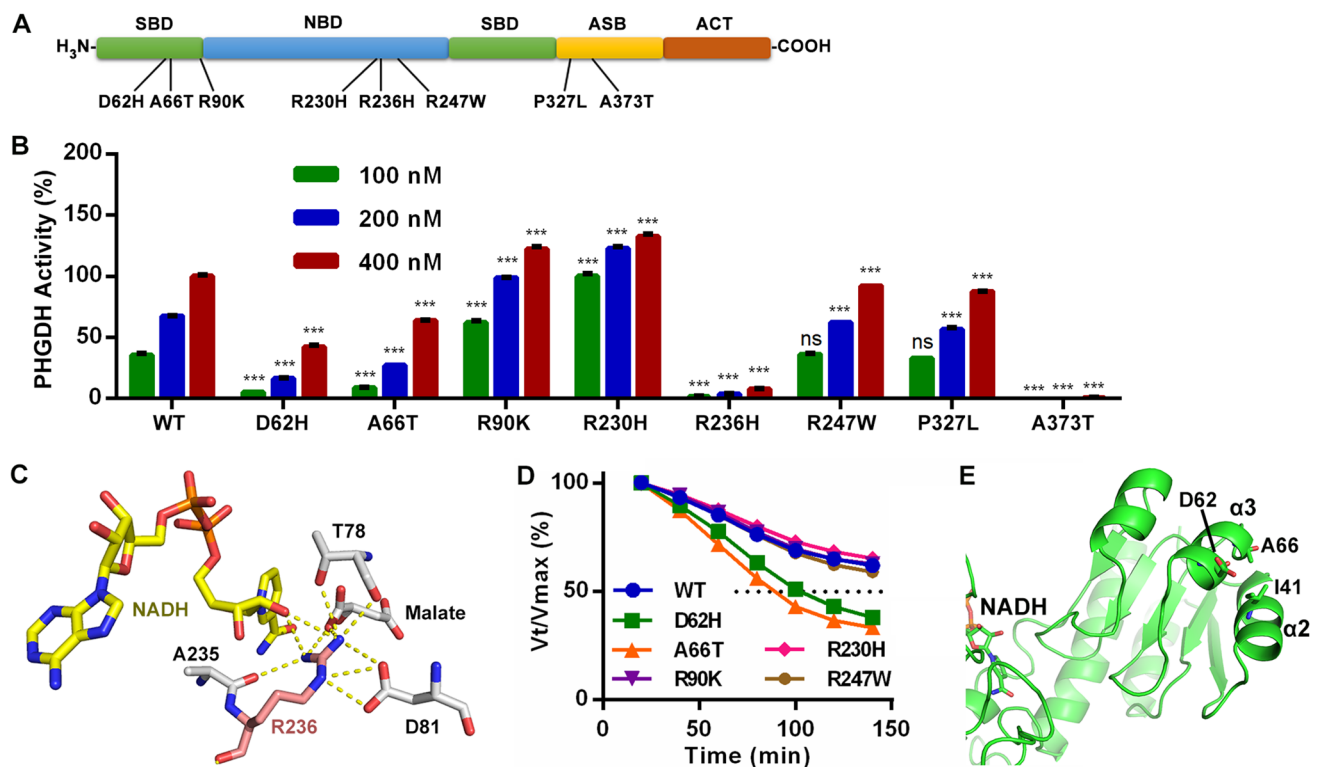 A
SBD NBD SBD ASB ACT
H3N- -COOH
D62H A66T R90K R230H R236H R247W P327L A373T
B
PHGDH Activity (%)
200
150
100
50
0
100 nM
200 nM
400 nM
*** *** ***
*** *** ***
*** *** ***
*** *** ***
*** *** ***
ns *** ***
ns *** ***
*** *** ***
WT D62H A66T R90K R230H R236H R247W P327L A373T
C
NADH
T78
Malate
A235
R236
D81
D
Vt/Vmax (%)
100
50
0
WT
D62H
A66T R230H
R90K R247W
0 50 100 150
Time (min)
E
D62 α3
A66
I41
NADH
α2